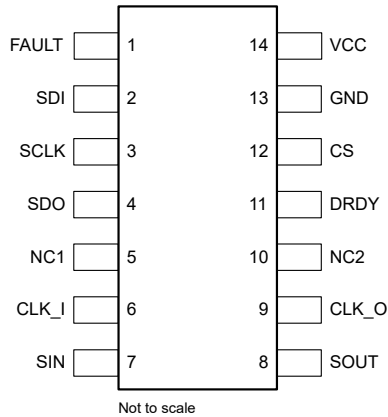 FAULT 1 14 VCC
SDI 2 13 GND
SCLK 3 12 CS
SDO 4 11 DRDY
NC1 5 10 NC2
CLK_I 6 9 CLK_O
SIN 7 8 SOUT
Not to scale